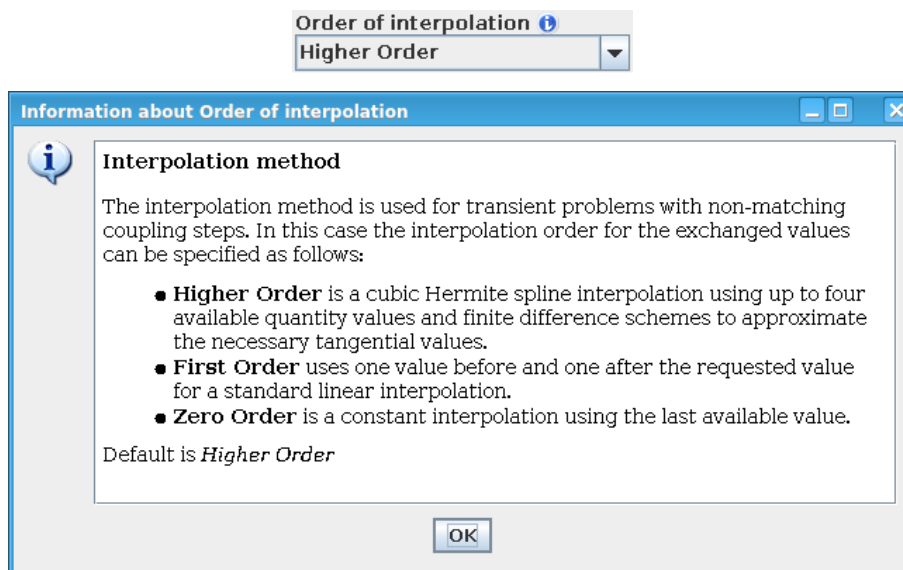 Order of interpolation
Higher Order
Information about Order of interpolation
Interpolation method
The interpolation method is used for transient problems with non-matching
coupling steps. In this case the interpolation order for the exchanged values
can be specified as follows:
Higher Order is a cubic Hermite spline interpolation using up to four
available quantity values and finite difference schemes to approximate
the necessary tangential values.
First Order uses one value before and one after the requested value
for a standard linear interpolation.
Zero Order is a constant interpolation using the last available value.
Default is Higher Order
OK